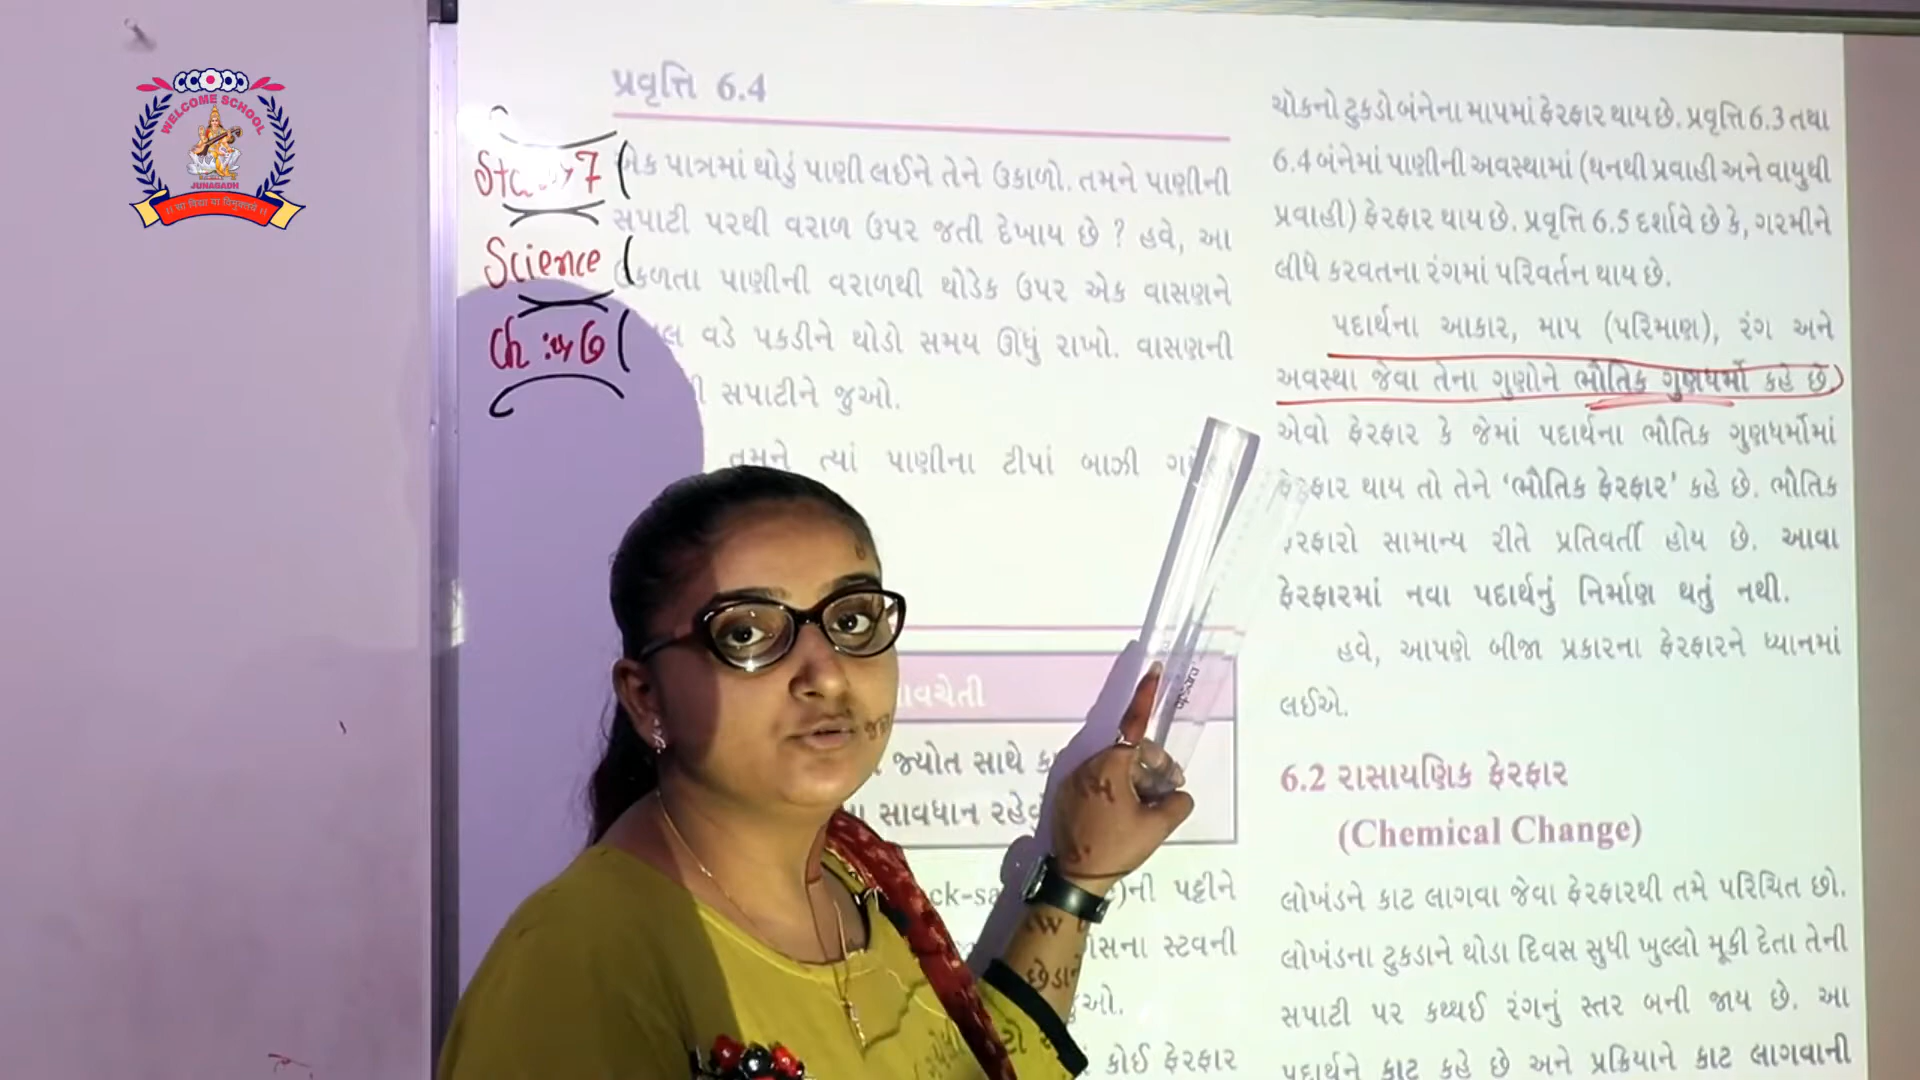 WELCOME SCHOOL
JUNAGADH
।। सा विद्या या विमुक्तये ।।
7
Science
Ch 6
પ્રવૃત્તિ 6.4
એક પાત્રમાં થોડું પાણી લઈને તેને ઉકાળો. તમને પાણીની
સપાટી પરથી વરાળ ઉપર જતી દેખાય છે ? હવે, આ
ઉકળતા પાણીની વરાળથી થોડેક ઉપર એક વાસણને
વડે પકડીને થોડો સમય ઊંધું રાખો. વાસણની
સપાટીને જુઓ.
તમને ત્યાં પાણીના ટીપાં બાઝી
જ્યોત સાથે
સાવધાન
પટ્ટીને
સ્ટવની
કોઈ ફેરફાર
ચૉકનો ટુકડો બંનેના માપમાં ફેરફાર થાય છે. પ્રવૃત્તિ 6.3 તથા
6.4 બંનેમાં પાણીની અવસ્થામાં (ઘનથી પ્રવાહી અને વાયુથી
પ્રવાહી) ફેરફાર થાય છે. પ્રવૃત્તિ 6.5 દર્શાવે છે કે, ગરમીને
લીધે કરવતના રંગમાં પરિવર્તન થાય છે.
પદાર્થના આકાર, માપ (પરિમાણ), રંગ અને
અવસ્થા જેવા તેના ગુણોને ભૌતિક ગુણધર્મો કહે છે.
એવો ફેરફાર કે જેમાં પદાર્થના ભૌતિક ગુણધર્મોમાં
ફેરફાર થાય તો તેને ‘ભૌતિક ફેરફાર’ કહે છે. ભૌતિક
ફેરફારો સામાન્ય રીતે પ્રતિવર્તી હોય છે. આવા
ફેરફારમાં નવા પદાર્થનું નિર્માણ થતું નથી.
હવે, આપણે બીજા પ્રકારના ફેરફારને ધ્યાનમાં
લઈએ.
6.2 રાસાયણિક ફેરફાર
(Chemical Change)
લોખંડને કાટ લાગવા જેવા ફેરફારથી તમે પરિચિત છો.
લોખંડના ટુકડાને થોડા દિવસ સુધી ખુલ્લો મૂકી દેતા તેની
સપાટી પર કથ્થઈ રંગનું સ્તર બની જાય છે. આ
પદાર્થને કાટ કહે છે અને પ્રક્રિયાને કાટ લાગવાની
apsara